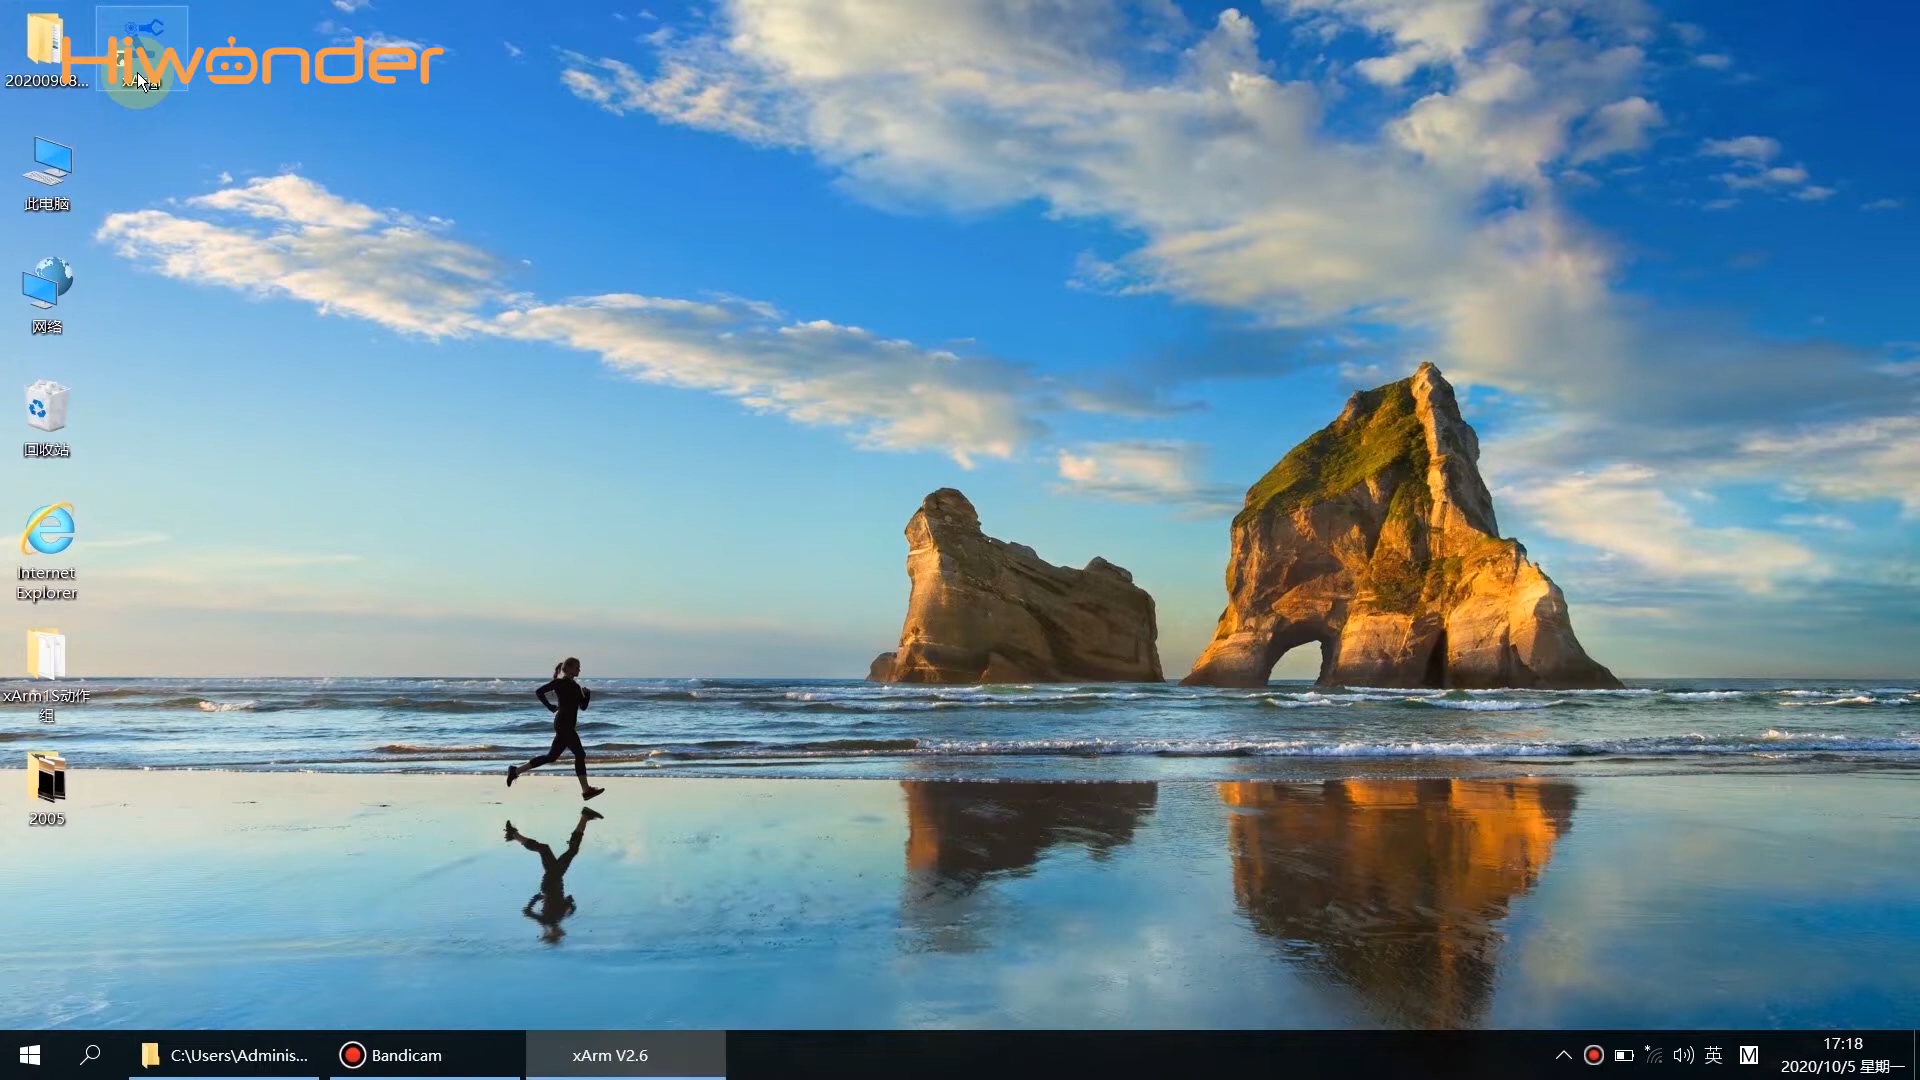 Hiwonder
20200908...
此电脑
网络
回收站
Internet
Explorer
xArm1S动作
组
2005
C:\Users\Adminis...
Bandicam
xArm V2.6
英
M
17:18
2020/10/5 星期一